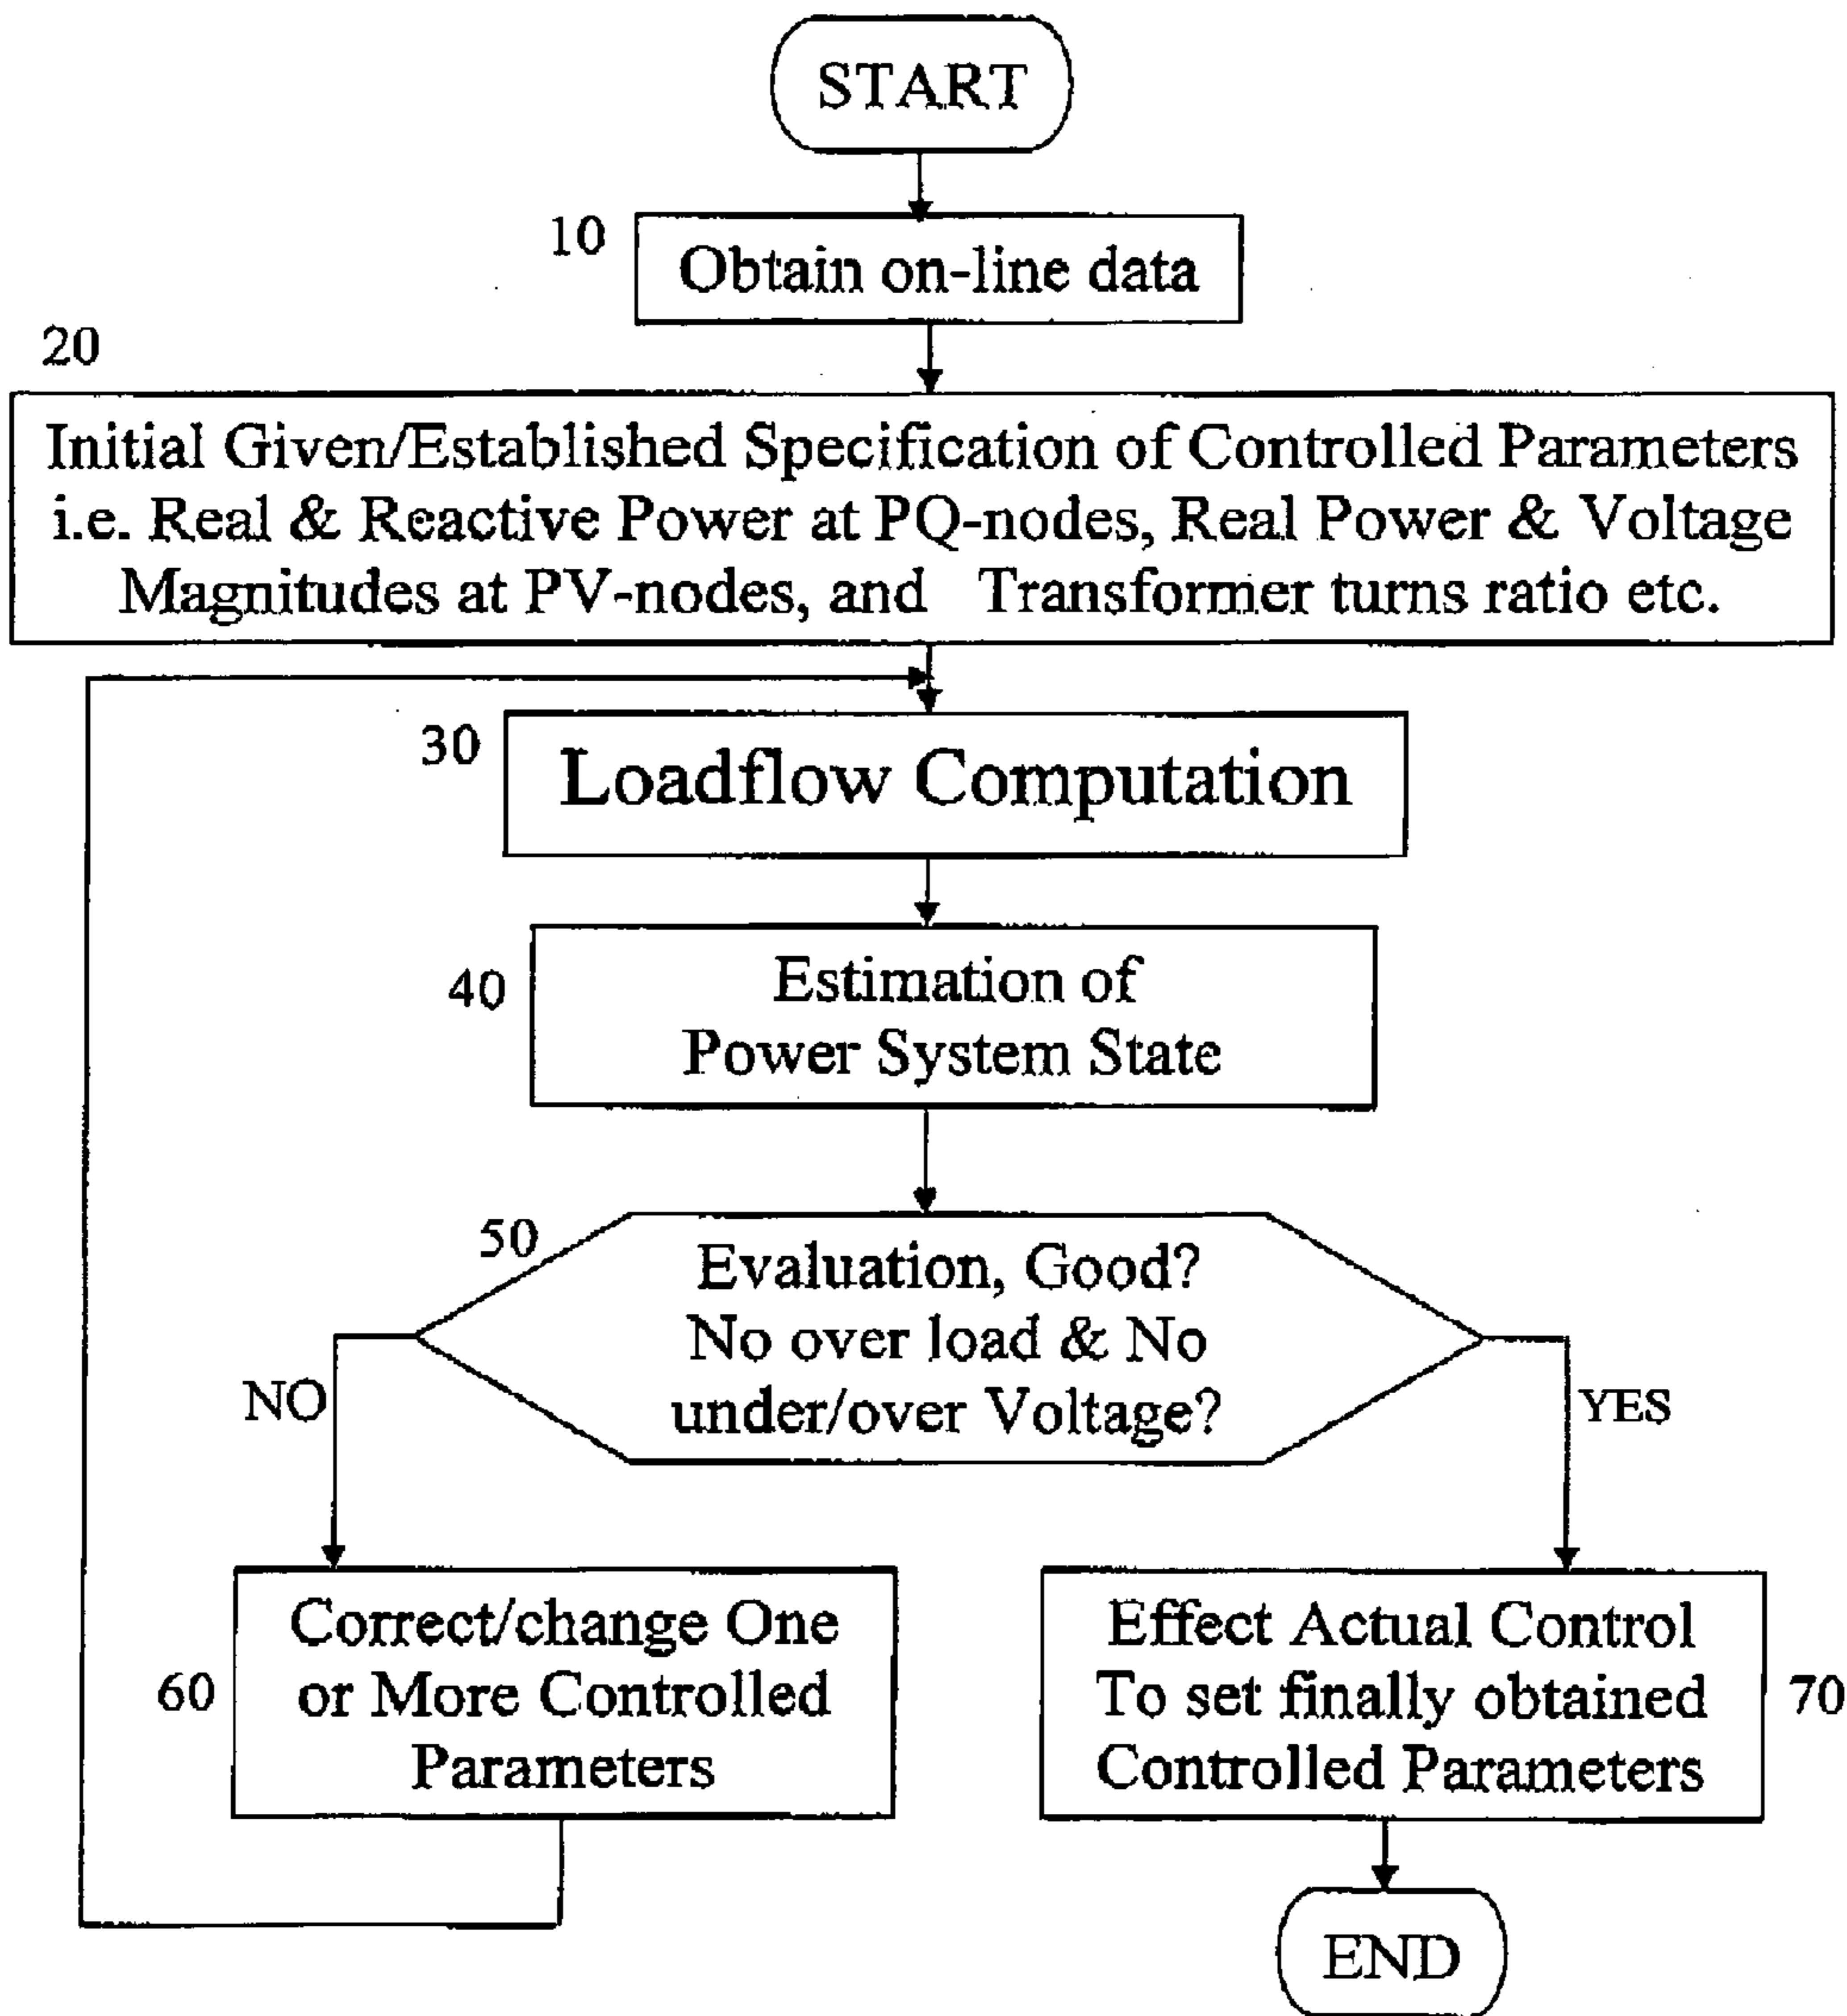 START
10
Obtain on-line data
20
Initial Given/Established Specification of Controlled Parameters
i.e. Real & Reactive Power at PQ-nodes, Real Power & Voltage
Magnitudes at PV-nodes, and Transformer turns ratio etc.
30
Loadflow Computation
40
Estimation of
Power System State
50
Evaluation, Good?
No over load & No
under/over Voltage?
NO
YES
60
Correct/change One
or More Controlled
Parameters
Effect Actual Control
To set finally obtained
Controlled Parameters
70
END